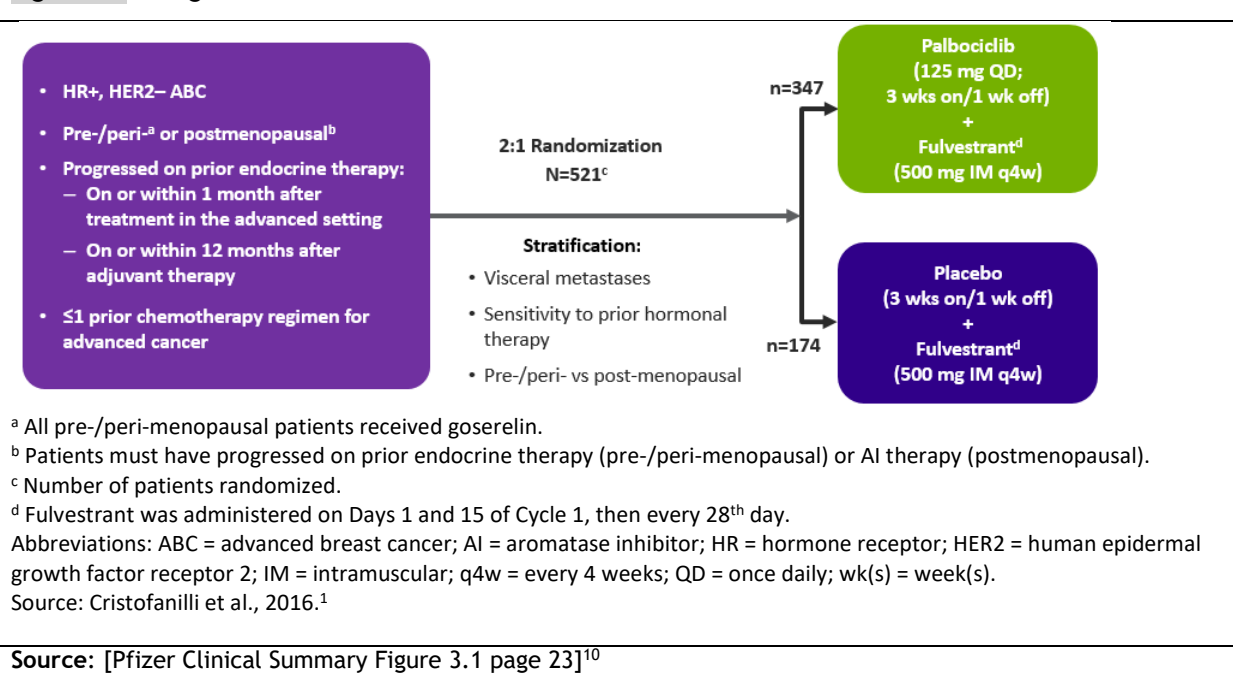 • HR+, HER2– ABC
• Pre-/peri-ᵃ or postmenopausalᵇ
• Progressed on prior endocrine therapy:
– On or within 1 month after
treatment in the advanced setting
– On or within 12 months after
adjuvant therapy
• ≤1 prior chemotherapy regimen for
advanced cancer
2:1 Randomization
N=521ᶜ
Stratification:
• Visceral metastases
• Sensitivity to prior hormonal
therapy
• Pre-/peri- vs post-menopausal
n=347
Palbociclib
(125 mg QD;
3 wks on/1 wk off)
+
Fulvestrantᵈ
(500 mg IM q4w)
n=174
Placebo
(3 wks on/1 wk off)
+
Fulvestrantᵈ
(500 mg IM q4w)
ᵃ All pre-/peri-menopausal patients received goserelin.
ᵇ Patients must have progressed on prior endocrine therapy (pre-/peri-menopausal) or AI therapy (postmenopausal).
ᶜ Number of patients randomized.
ᵈ Fulvestrant was administered on Days 1 and 15 of Cycle 1, then every 28ᵗʰ day.
Abbreviations: ABC = advanced breast cancer; AI = aromatase inhibitor; HR = hormone receptor; HER2 = human epidermal
growth factor receptor 2; IM = intramuscular; q4w = every 4 weeks; QD = once daily; wk(s) = week(s).
Source: Cristofanilli et al., 2016.¹
Source: [Pfizer Clinical Summary Figure 3.1 page 23]¹⁰